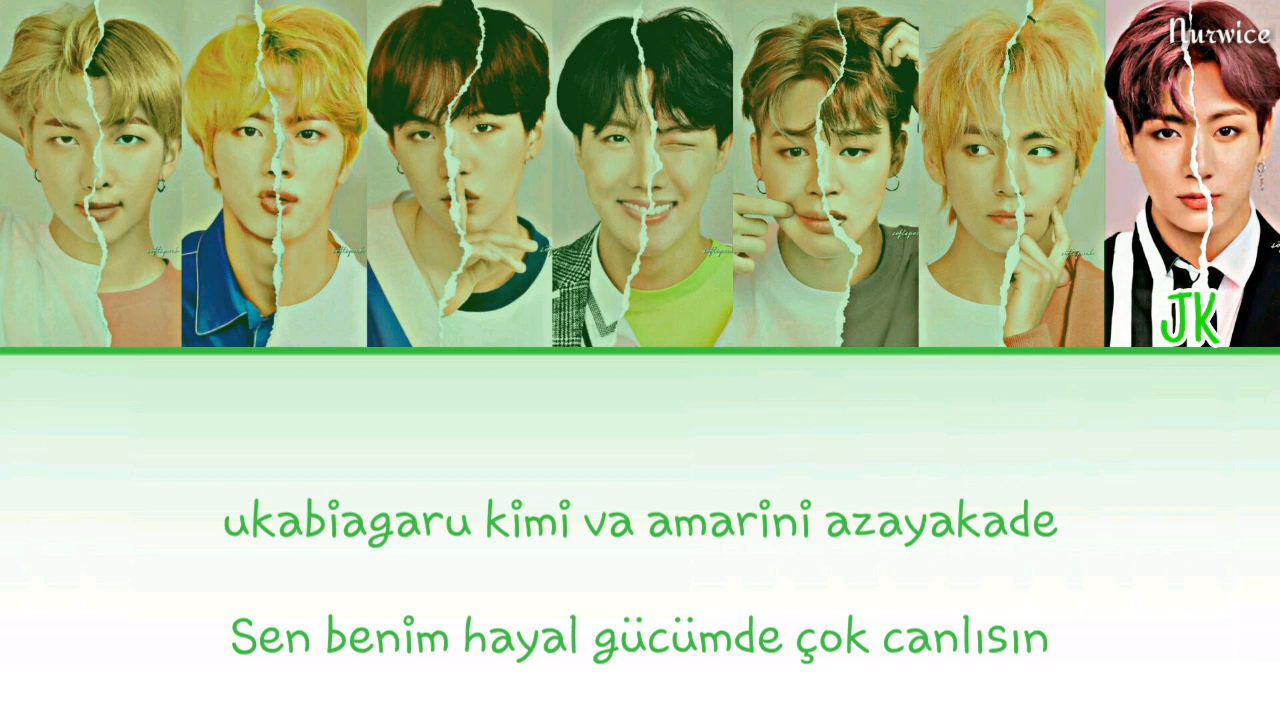 Nurwice
JK
ukabiagaru kimi va amarini azayakade
Sen benim hayal gücümde çok canlısın